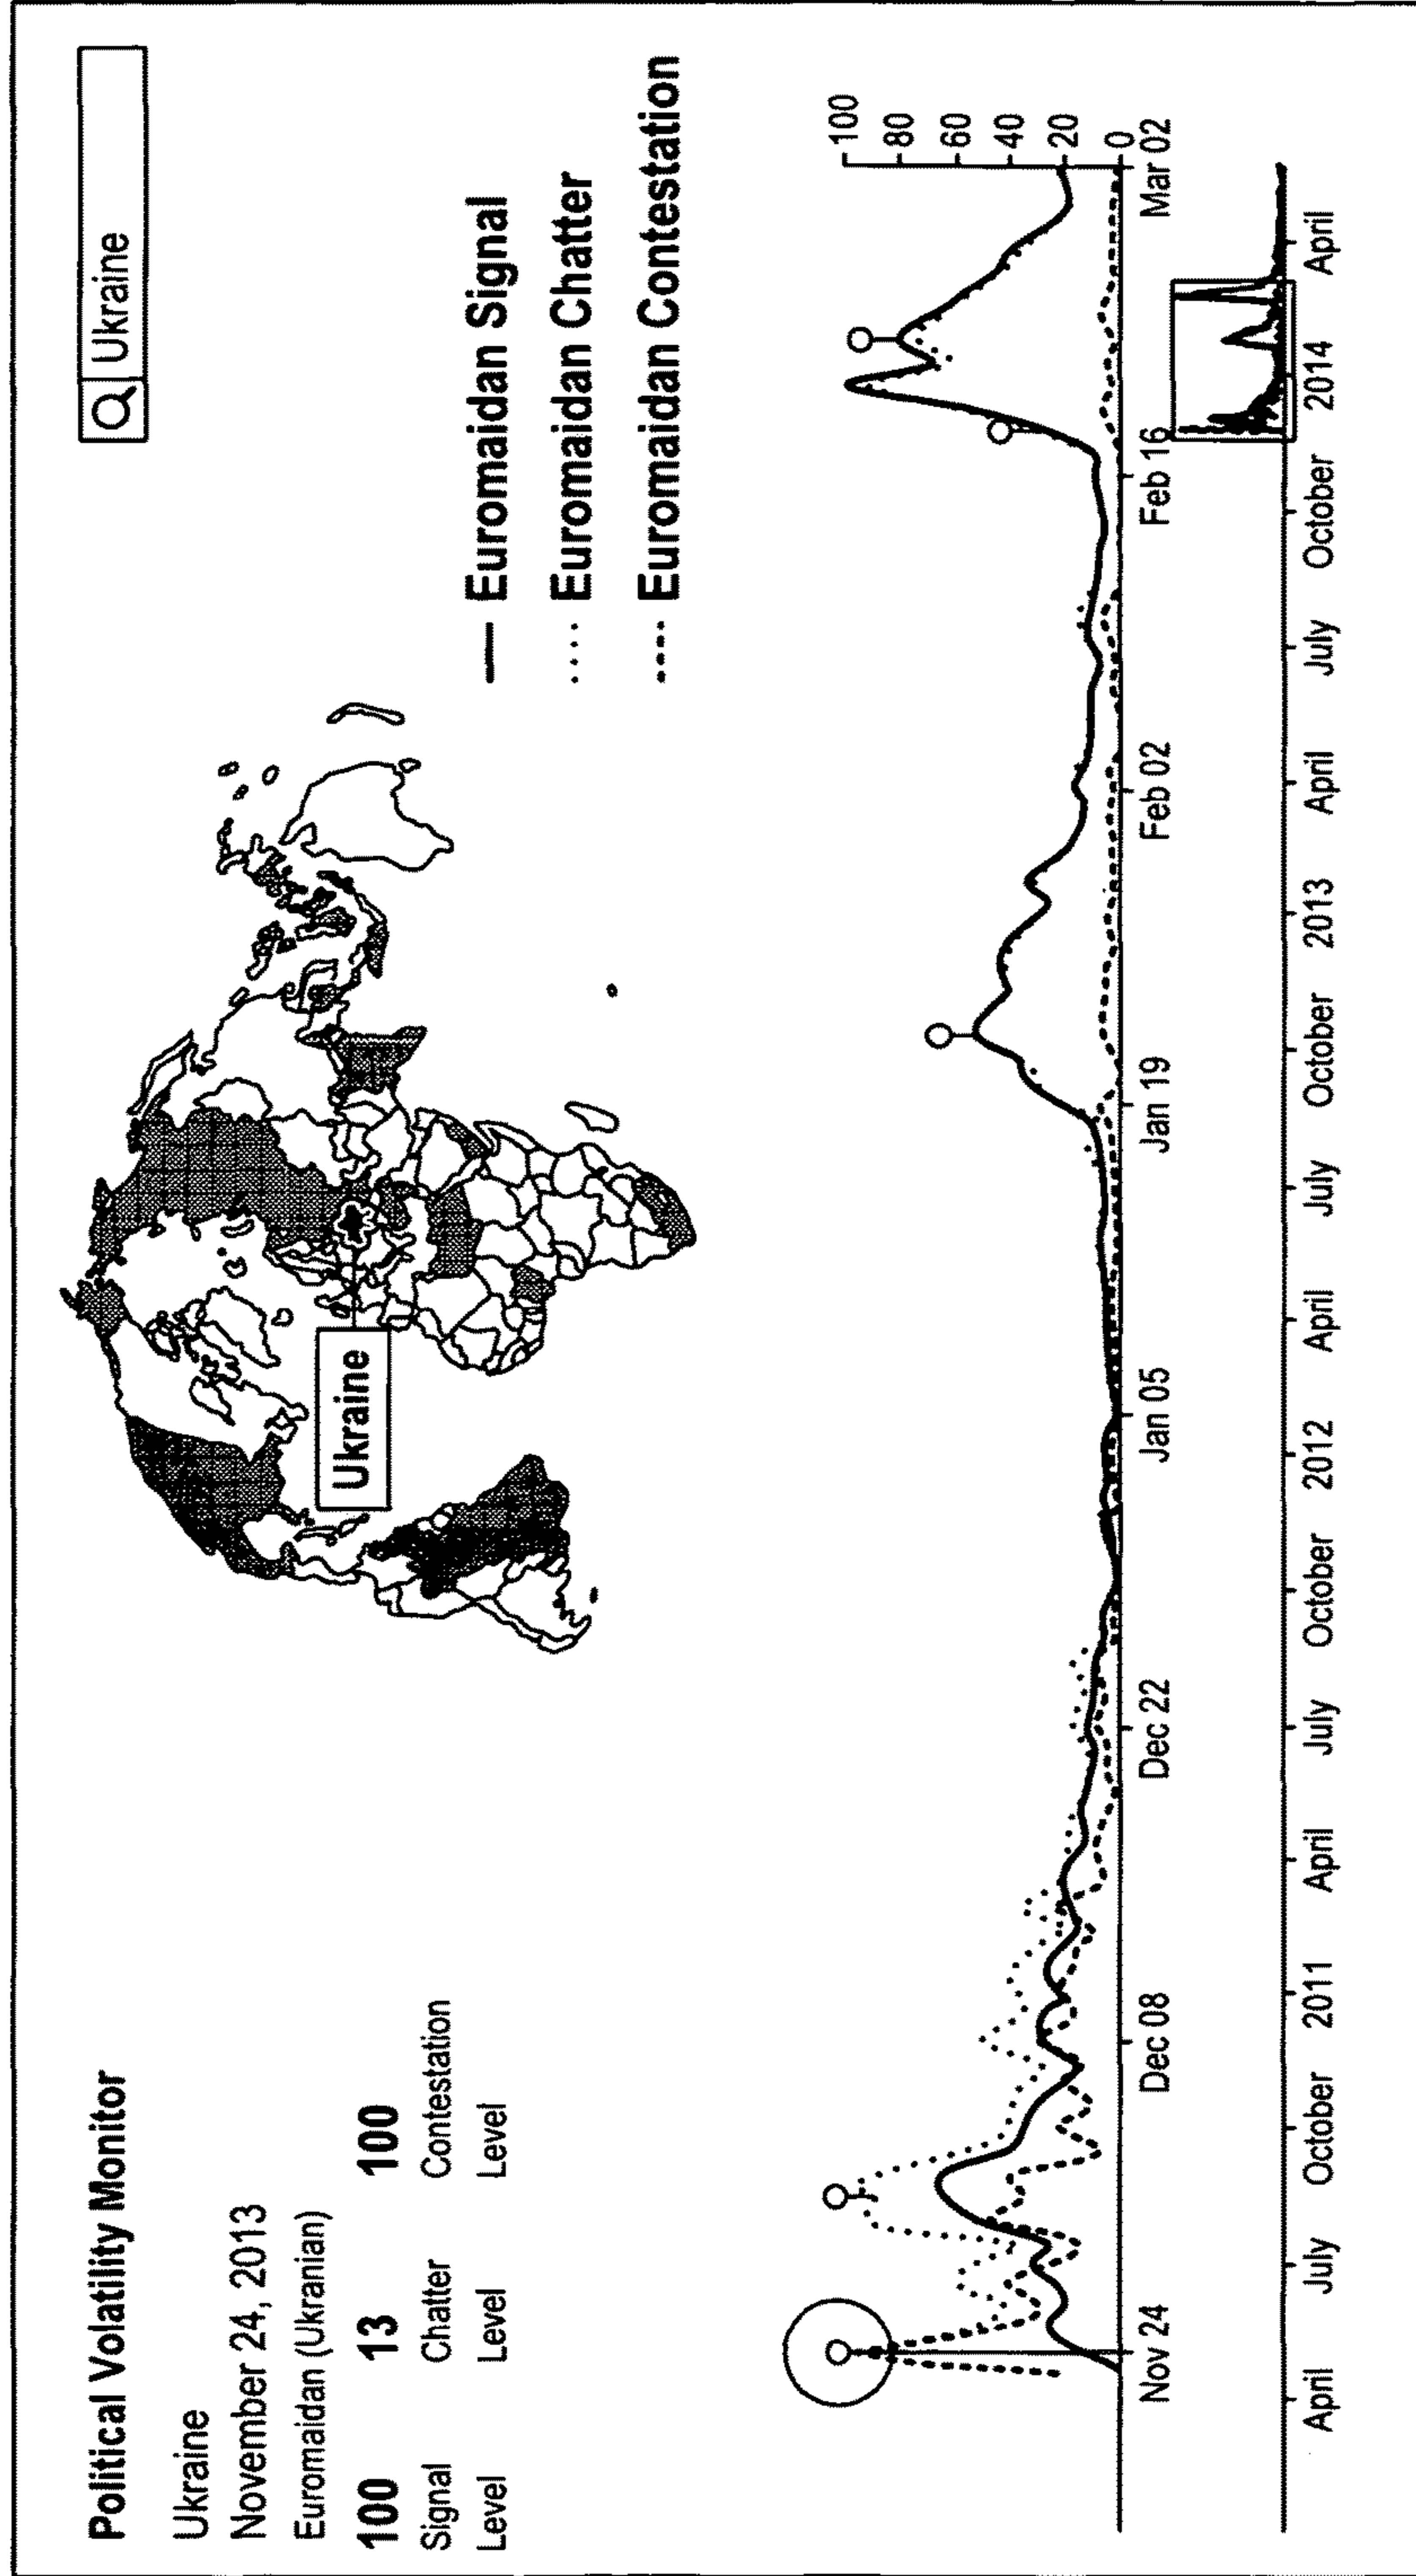 Political Volatility Monitor
Ukraine
Ukraine
November 24, 2013
Euromaidan (Ukranian)
100 13 100
Signal Chatter Contestation
Level Level Level
Ukraine
Euromaidan Signal
Euromaidan Chatter
Euromaidan Contestation
100
80
60
40
20
0
Nov 24 Dec 08 Dec 22 Jan 05 Jan 19 Feb 02 Feb 16 Mar 02
April July October 2011 April July October 2012 April July October 2013 April July October 2014 April